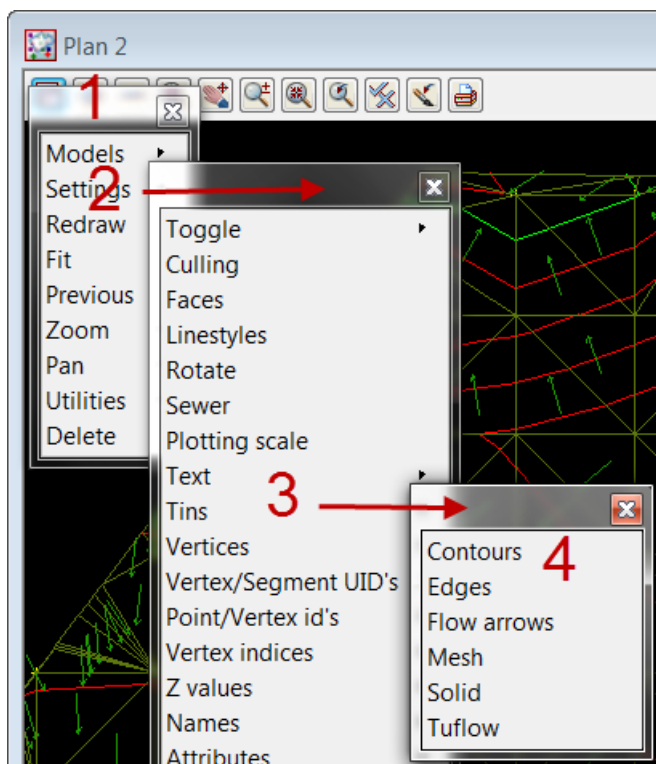 Plan 2
1
Models
Settings
Redraw
Fit
Previous
Zoom
Pan
Utilities
Delete
2
Toggle
Culling
Faces
Linestyles
Rotate
Sewer
Plotting scale
Text
Tins
Vertices
Vertex/Segment UID's
Point/Vertex id's
Vertex indices
Z values
Names
Attributes
3
4
Contours
Edges
Flow arrows
Mesh
Solid
Tuflow